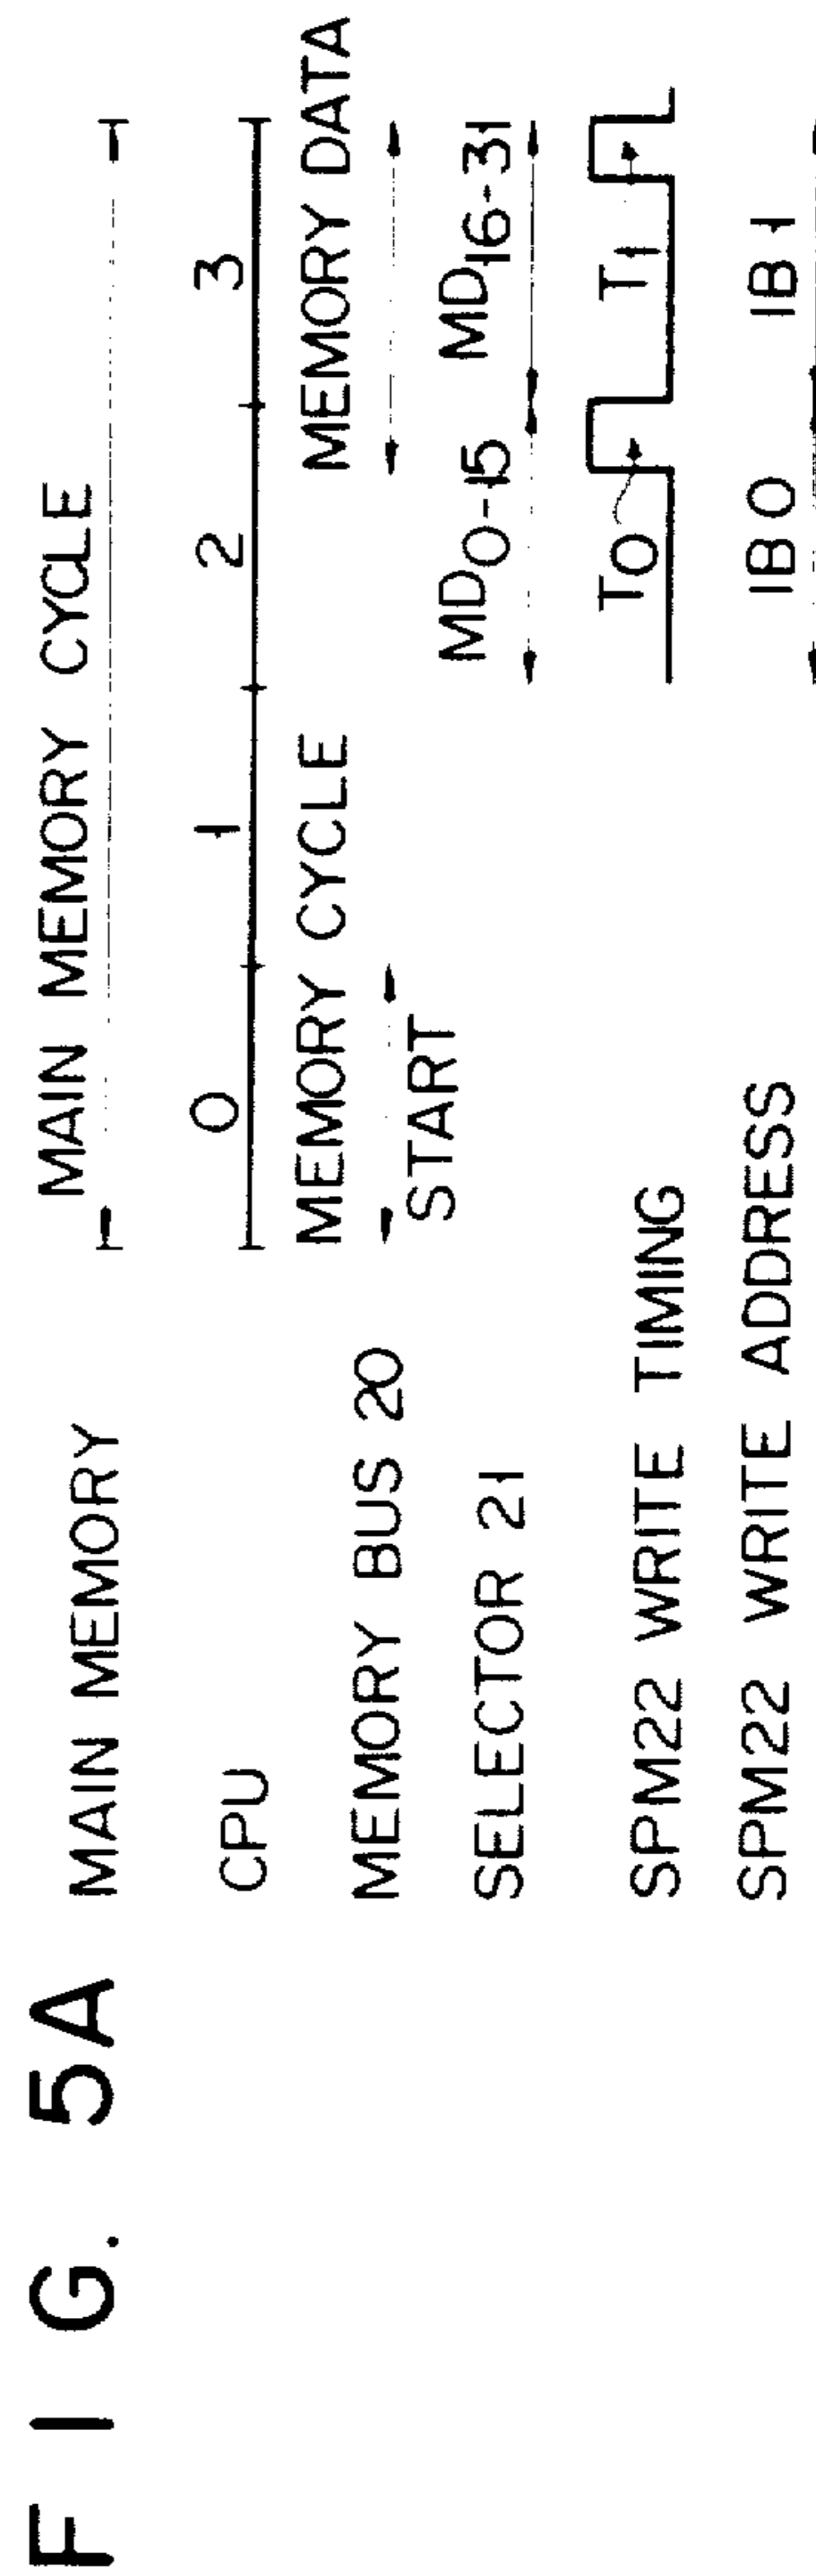 FIG. 5A
MAIN MEMORY
MAIN MEMORY CYCLE
CPU
0 1 2 3
MEMORY BUS 20
MEMORY CYCLE START
MEMORY DATA
SELECTOR 21
MD0-15 MD16-31
SPM22 WRITE TIMING
T0 T1
SPM22 WRITE ADDRESS
IB0 IB1